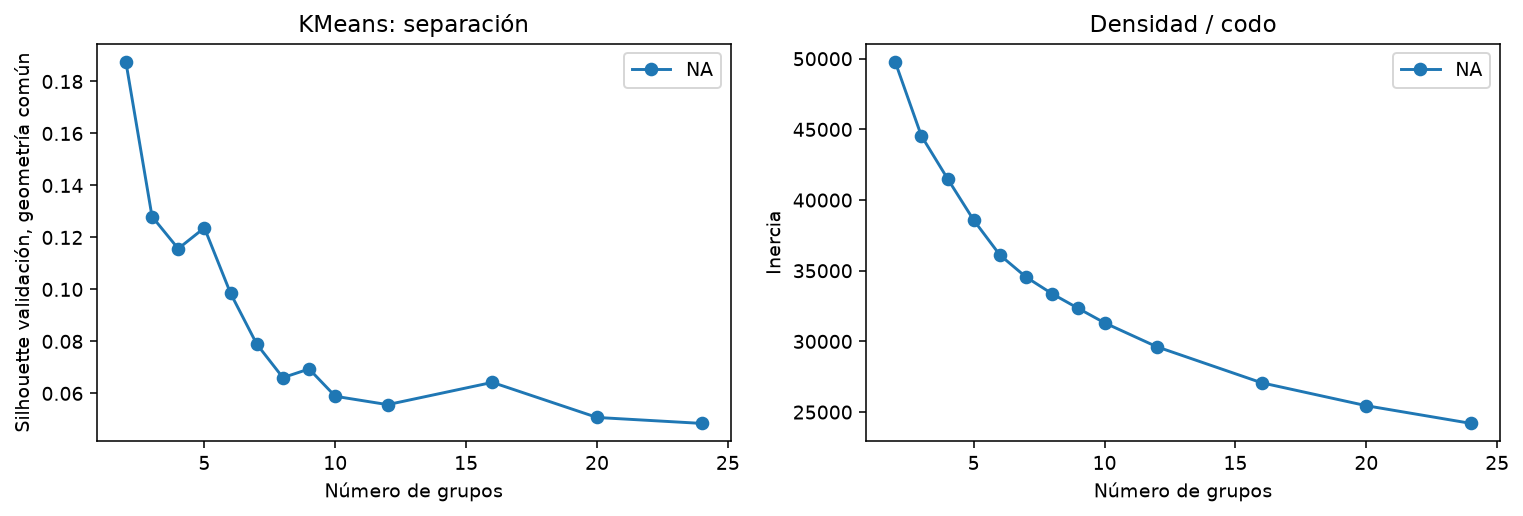 KMeans: separación
NA
Silhouette validación, geometría común
0.18
0.16
0.14
0.12
0.10
0.08
0.06
5
10
15
20
25
Número de grupos
Densidad / codo
NA
Inercia
50000
45000
40000
35000
30000
25000
5
10
15
20
25
Número de grupos